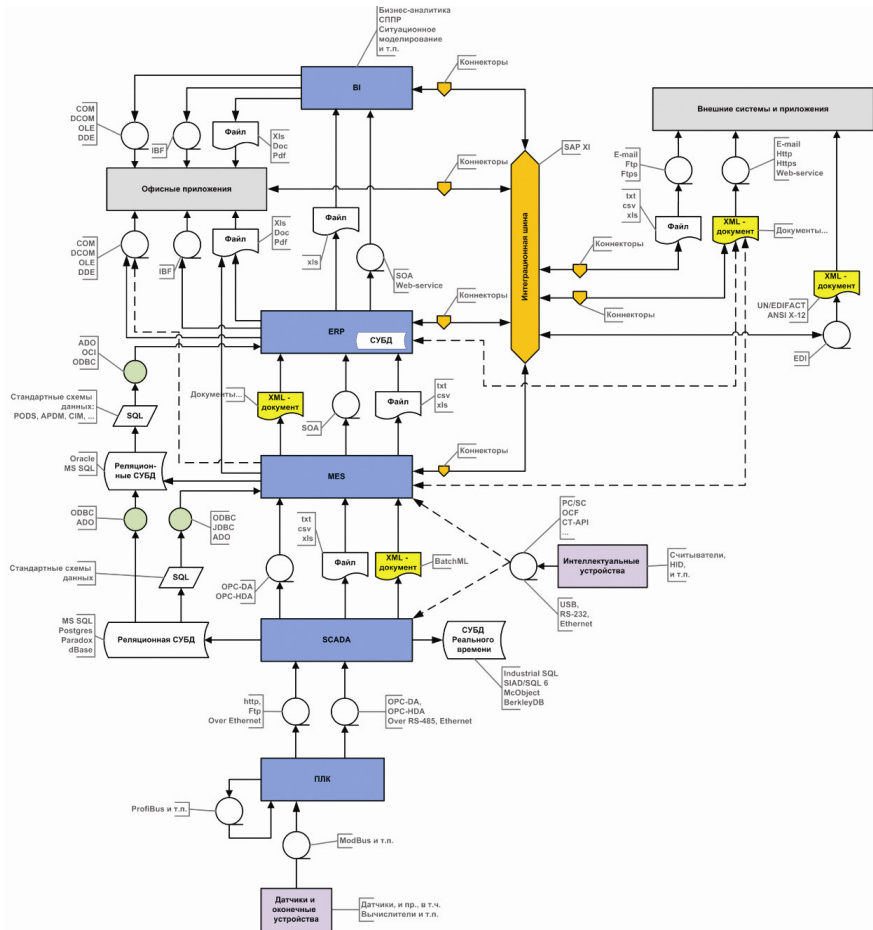 Бизнес-аналитика
СППР
Ситуационное
моделирование
и т.п.
BI
Коннекторы
COM
DCOM
OLE
DDE
IBF
Файл
Xls
Doc
Pdf
Внешние системы и приложения
SAP XI
E-mail
Ftp
Ftps
E-mail
Http
Https
Web-service
Офисные приложения
Коннекторы
txt
csv
xls
Файл
XML -
документ
Документы...
COM
DCOM
OLE
DDE
IBF
Файл
Xls
Doc
Pdf
Файл
xls
SOA
Web-service
Интеграционная шина
Коннекторы
Коннекторы
XML -
документ
UN/EDIFACT
ANSI X-12
EDI
ERP
СУБД
Коннекторы
ADO
OCI
ODBC
Стандартные схемы
данных:
PODS, APDM, CIM, ...
SQL
Документы...
XML -
документ
SOA
Файл
txt
csv
xls
Oracle
MS SQL
Реляцион-
ные СУБД
MES
Коннекторы
ODBC
ADO
ODBC
JDBC
ADO
txt
csv
xls
PC/SC
OCF
CT-API
...
Стандартные схемы
данных
SQL
OPC-DA
OPC-HDA
Файл
XML -
документ
BatchML
Интеллектуальные
устройства
Считыватели,
HID,
и т.п.
USB,
RS-232,
Ethernet
MS SQL
Postgres
Paradox
dBase
Реляционная СУБД
SCADA
СУБД
Реального
времени
Industrial SQL
SIAD/SQL 6
McObject
BerkleyDB
http,
Ftp
Over Ethernet
OPC-DA,
OPC-HDA
Over RS-485, Ethernet
ПЛК
ProfiBus и т.п.
ModBus и т.п.
Датчики и
оконечные
устройства
Датчики, и пр., в т.ч.
Вычислители и т.п.